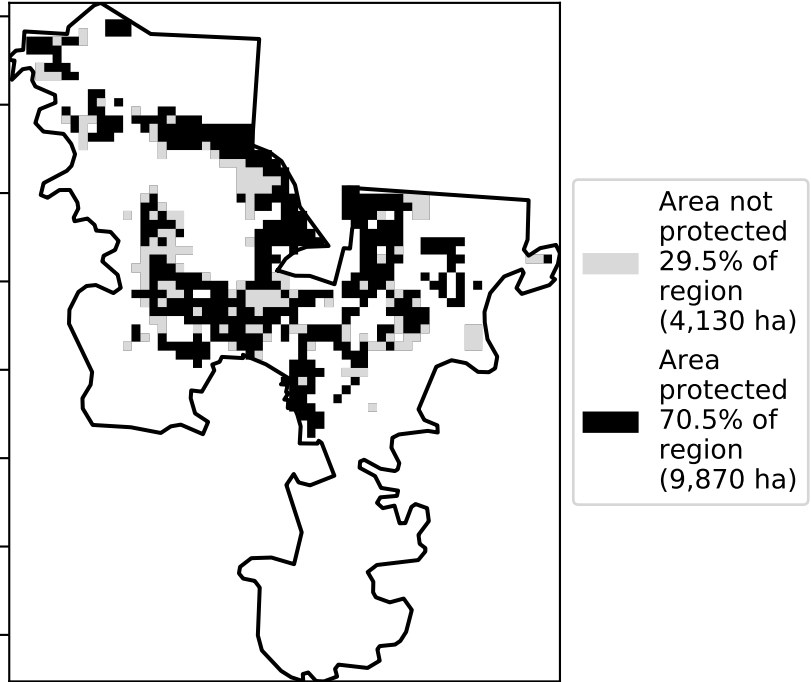 Area not
protected
29.5% of
region
(4,130 ha)
Area
protected
70.5% of
region
(9,870 ha)